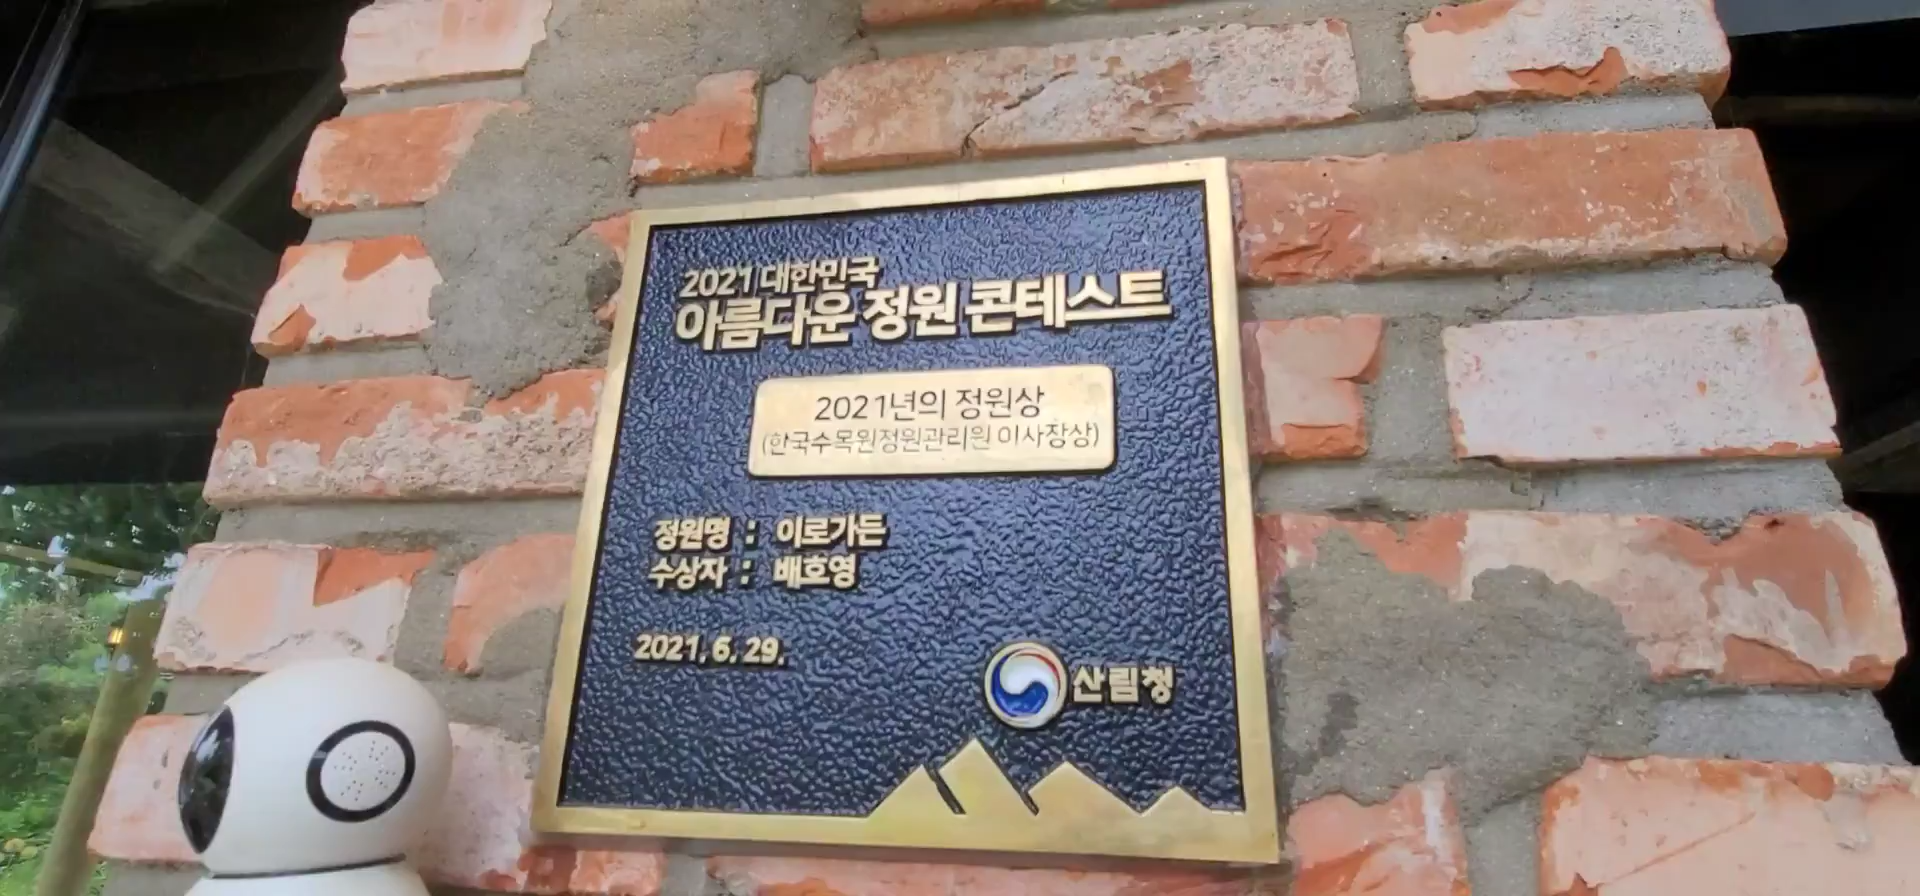 2021 대한민국
아름다운 정원 콘테스트
2021년의 정원상
(한국수목원정원관리원 이사장상)
정원명 : 이로가든
수상자 : 배호영
2021. 6. 29.
산림청